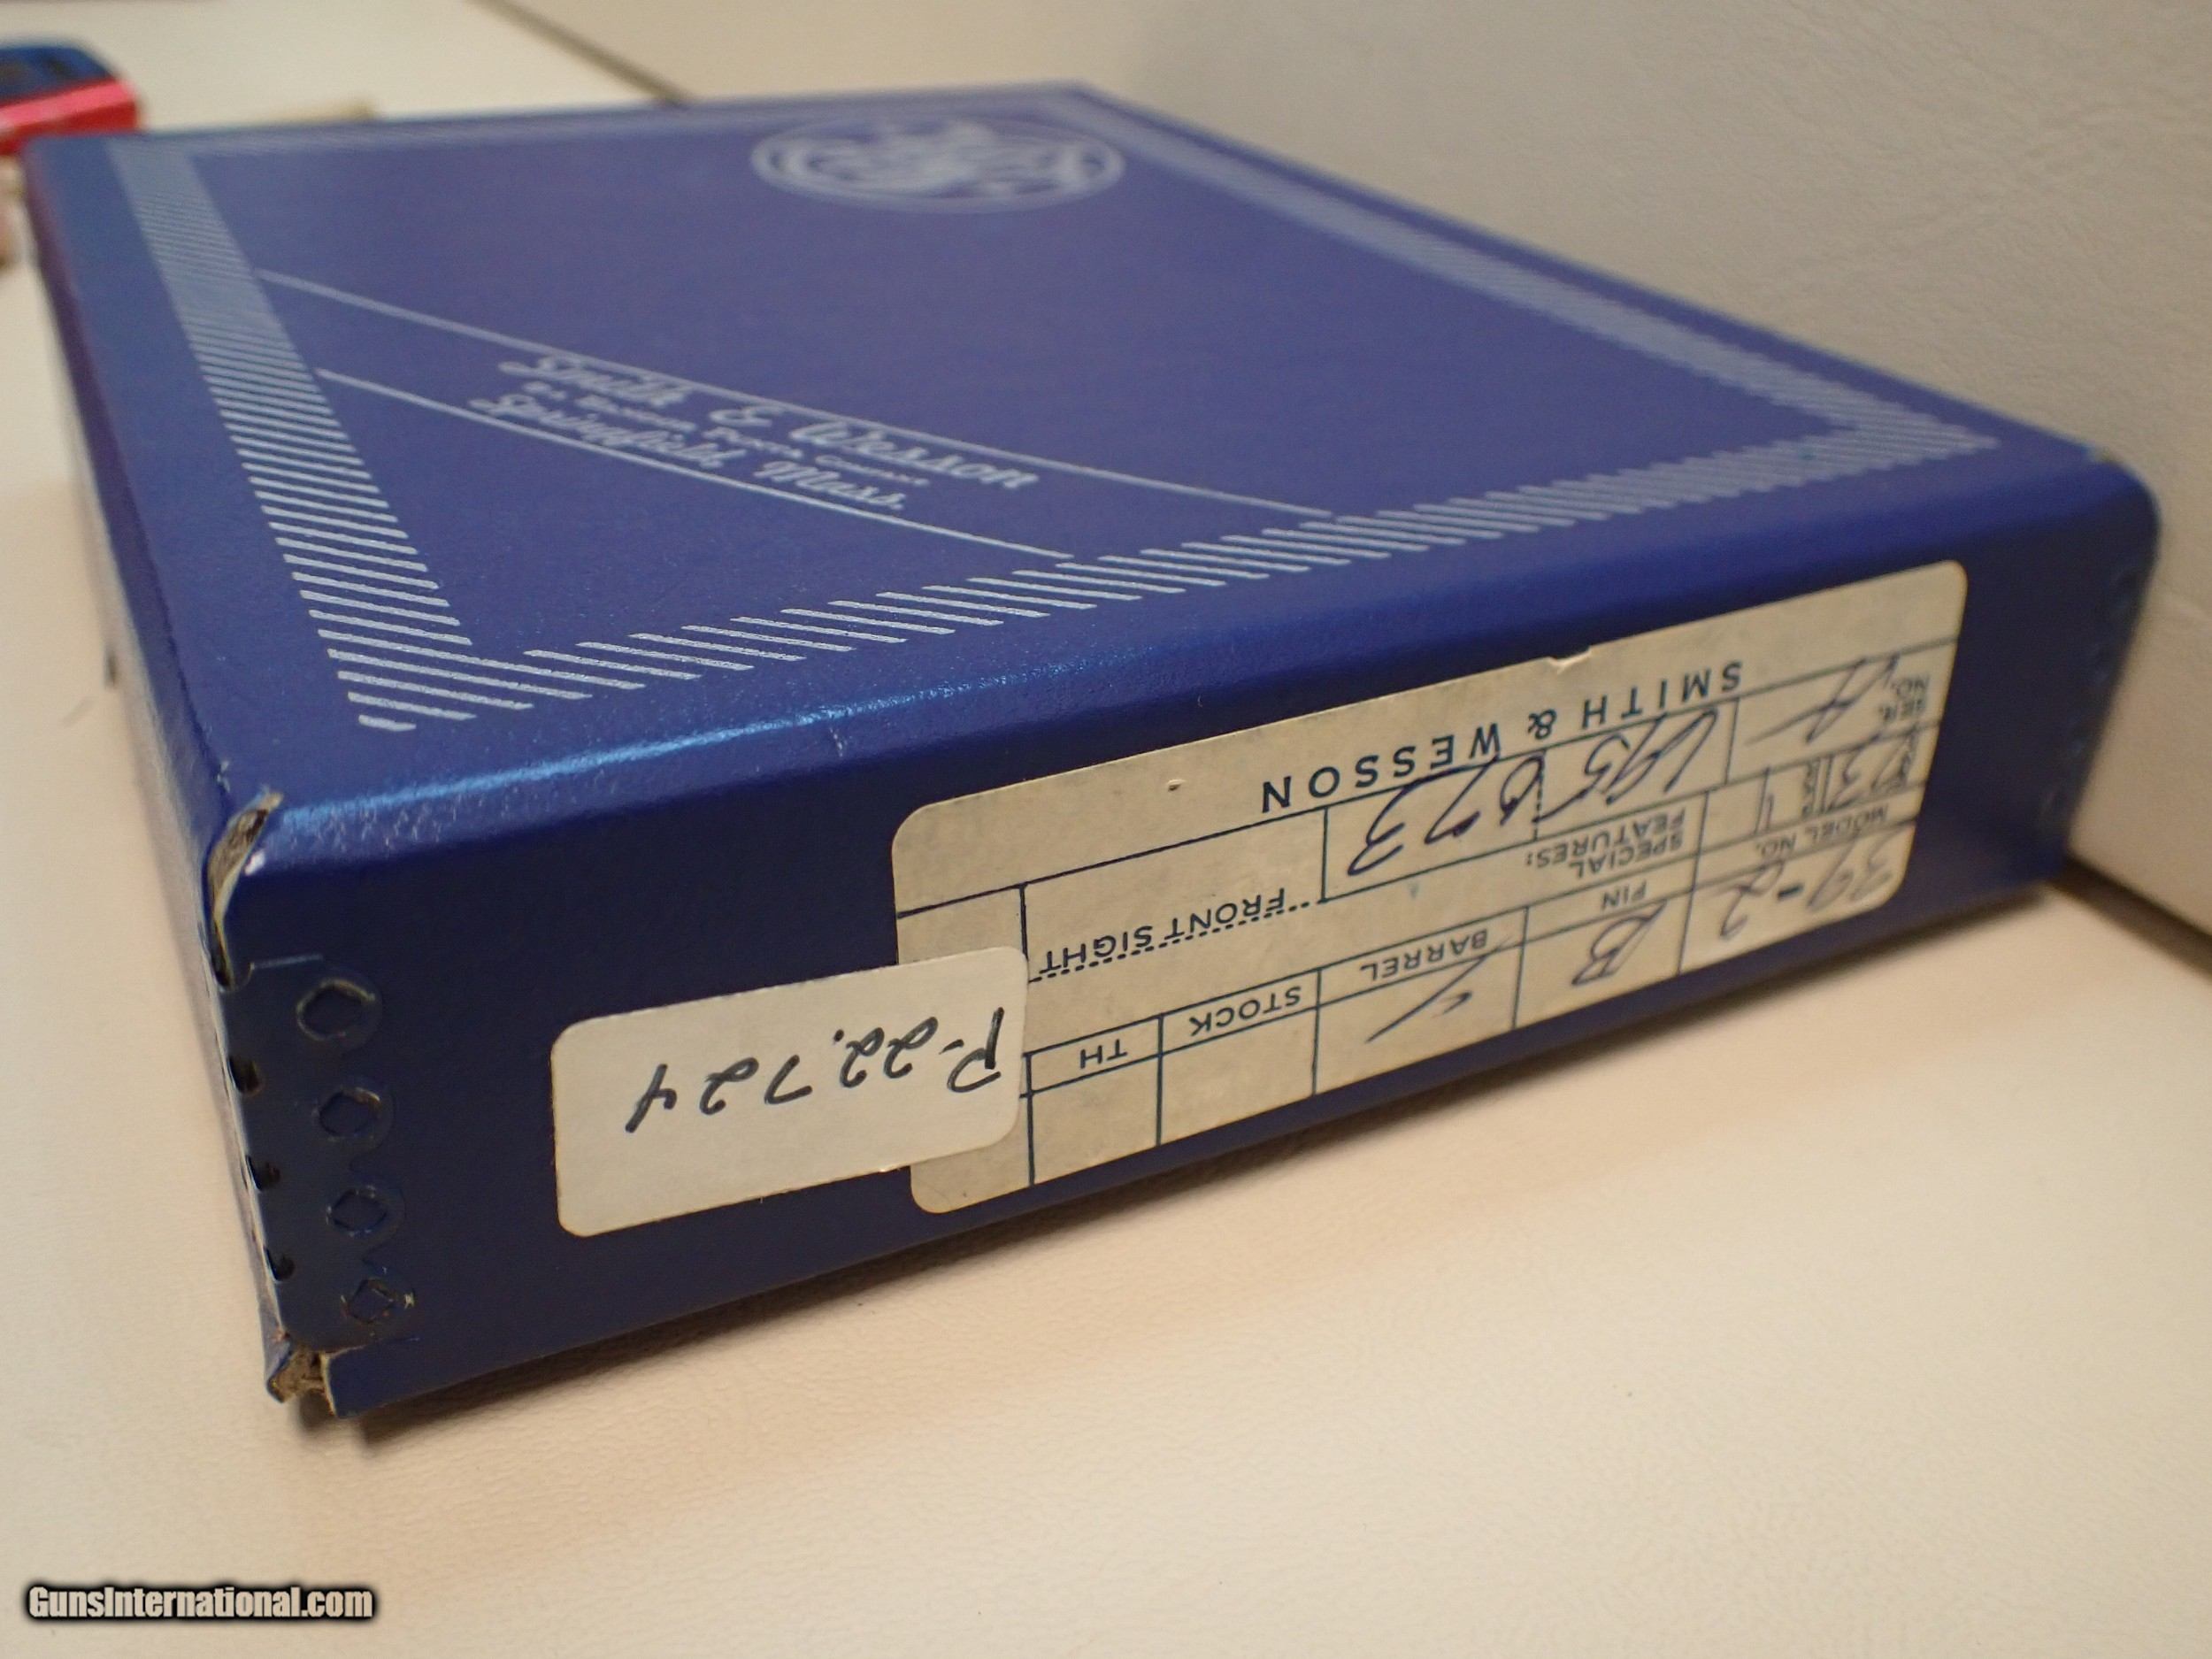 Smith & Wesson
Springfield, Mass.
SMITH & WESSON
SER. NO.
A
FRONT SIGHT
SPECIAL FEATURES:
MODEL NO.
FIN
BARREL
STOCK
TH
39-2
B
4
P-22.724
GunsInternational.com